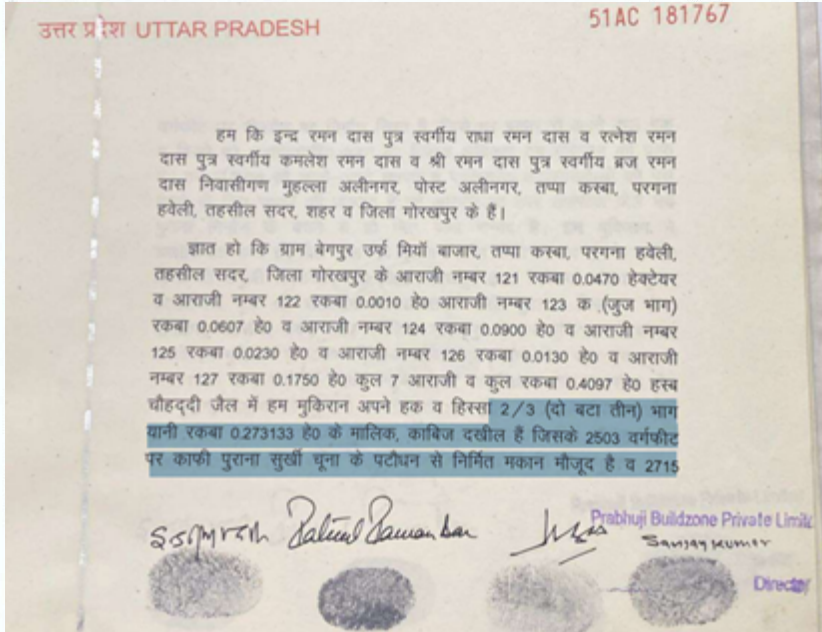 उत्तर प्रदेश UTTAR PRADESH
51AC 181767
हम कि इन्द्र रमन दास पुत्र स्वर्गीय राधा रमन दास व रत्नेश रमन
दास पुत्र स्वर्गीय कमलेश रमन दास व श्री रमन दास पुत्र स्वर्गीय ब्रज रमन
दास निवासीगण मुहल्ला अलीनगर, पोस्ट अलीनगर, तप्पा कस्बा, परगना
हवेली, तहसील सदर, शहर व जिला गोरखपुर के हैं।
ज्ञात हो कि ग्राम बेगपुर उर्फ मियॉ बाजार, तप्पा कस्बा, परगना हवेली,
तहसील सदर, जिला गोरखपुर के आराजी नम्बर 121 रकबा 0.0470 हेक्टेयर
व आराजी नम्बर 122 रकबा 0.0010 हे0 आराजी नम्बर 123 क (जुज भाग)
रकबा 0.0607 हे0 व आराजी नम्बर 124 रकबा 0.0900 हे0 व आराजी नम्बर
125 रकबा 0.0230 हे0 व आराजी नम्बर 126 रकबा 0.0130 हे0 व आराजी
नम्बर 127 रकबा 0.1750 हे0 कुल 7 आराजी व कुल रकबा 0.4097 हे0 हस्ब
चौहद्दी जैल में हम मुकिरान अपने हक व हिस्सा 2/3 (दो बटा तीन) भाग
यानी रकबा 0.273133 हे0 के मालिक, काबिज दखील हैं जिसके 2503 वर्गफीट
पर काफी पुराना सुर्खी चूना के पटौधन से निर्मित मकान मौजूद है व 2715
Raman Das
Prabhuji Buildzone Private Limit
Sanjay Kumar
Director